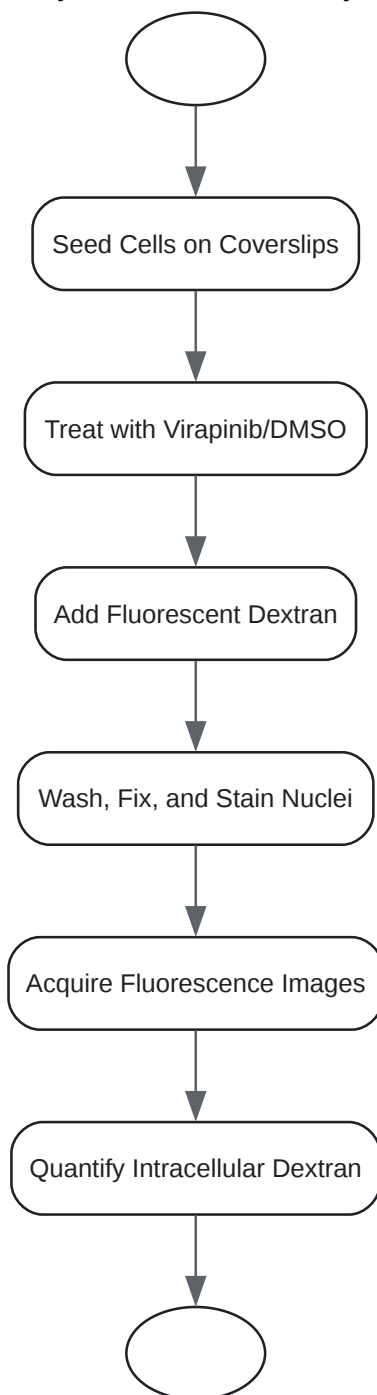 Seed Cells on Coverslips
Treat with Virapinib/DMSO
Add Fluorescent Dextran
Wash, Fix, and Stain Nuclei
Acquire Fluorescence Images
Quantify Intracellular Dextran